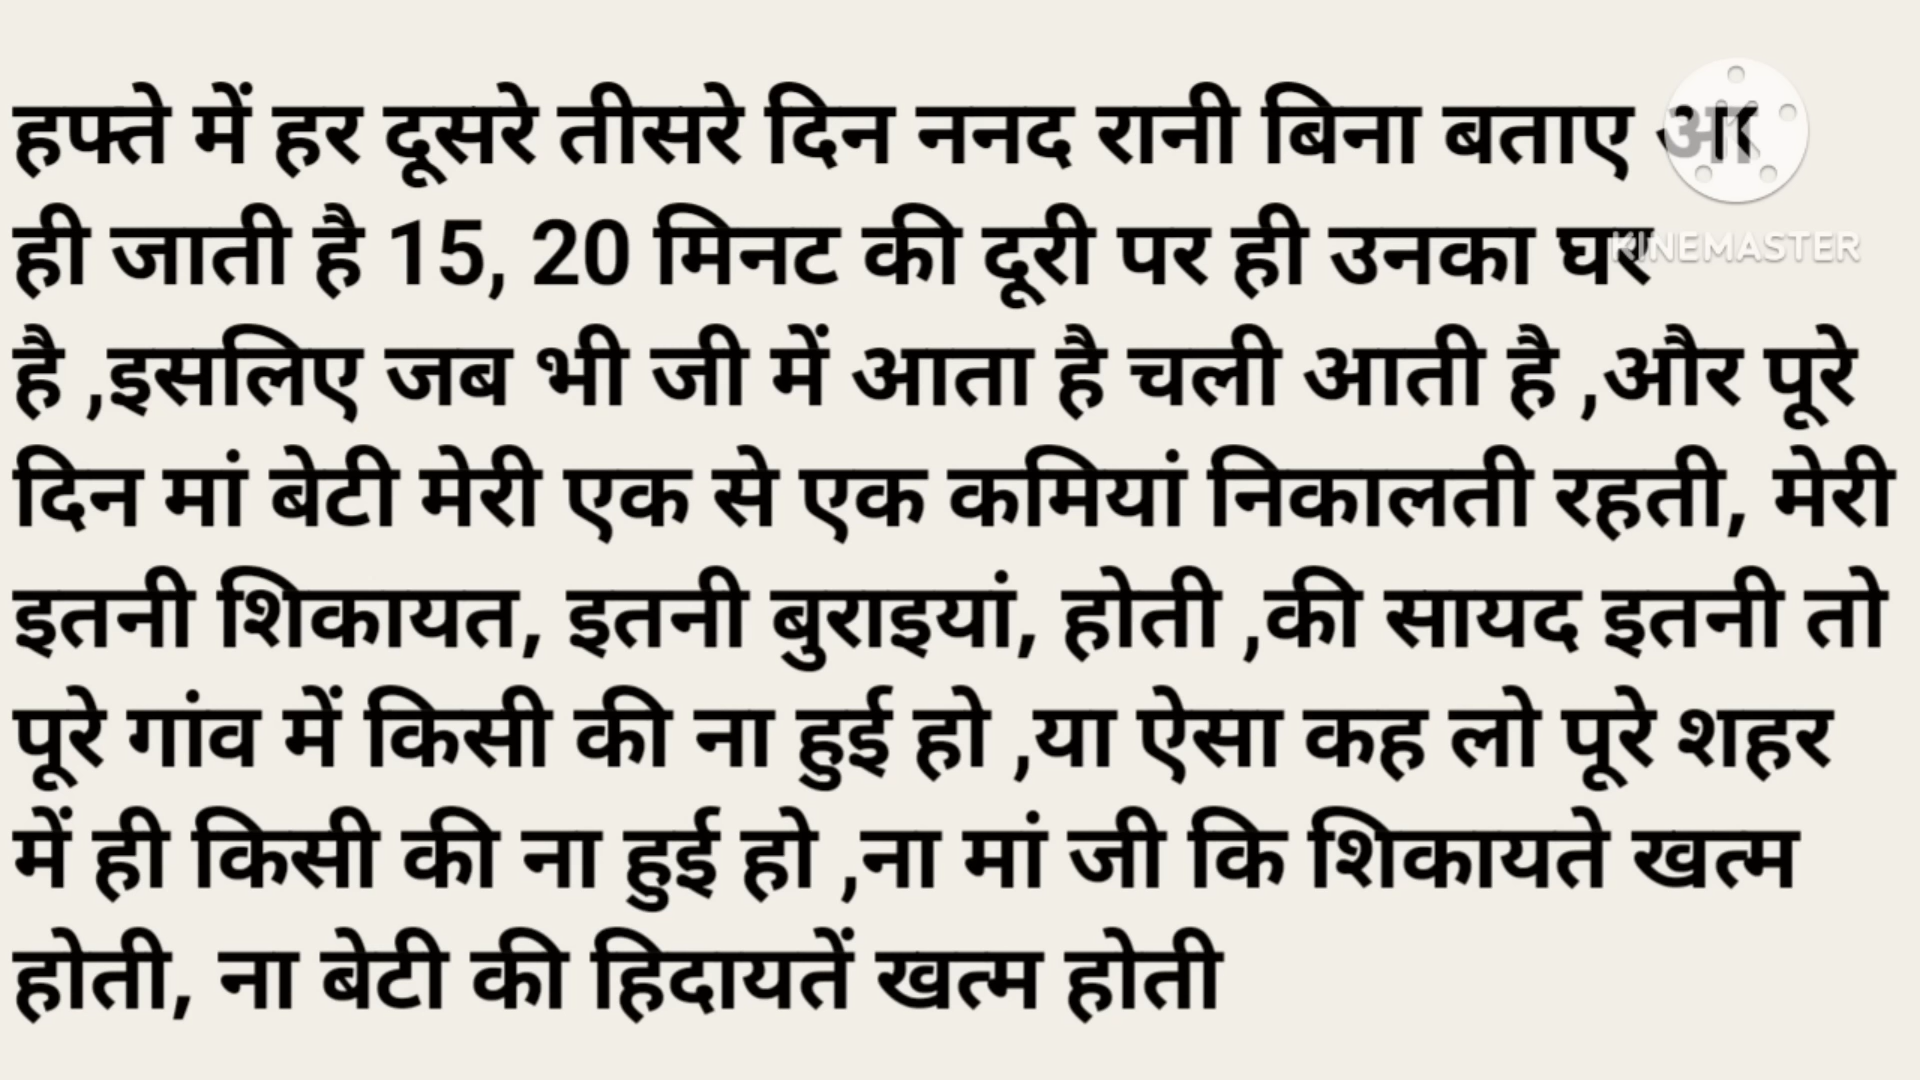 हफ्ते में हर दूसरे तीसरे दिन ननद रानी बिना बताए आ
ही जाती है 15, 20 मिनट की दूरी पर ही उनका घर
KINEMASTER
है ,इसलिए जब भी जी में आता है चली आती है ,और पूरे
दिन मां बेटी मेरी एक से एक कमियां निकालती रहती, मेरी
इतनी शिकायत, इतनी बुराइयां, होती ,की सायद इतनी तो
पूरे गांव में किसी की ना हुई हो ,या ऐसा कह लो पूरे शहर
में ही किसी की ना हुई हो ,ना मां जी कि शिकायते खत्म
होती, ना बेटी की हिदायतें खत्म होती